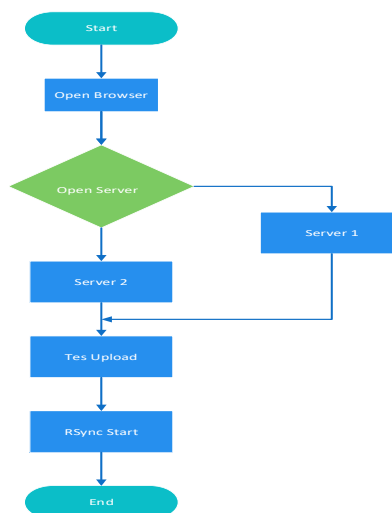 Start
Open Browser
Open Server
Server 1
Server 2
Tes Upload
RSync Start
End